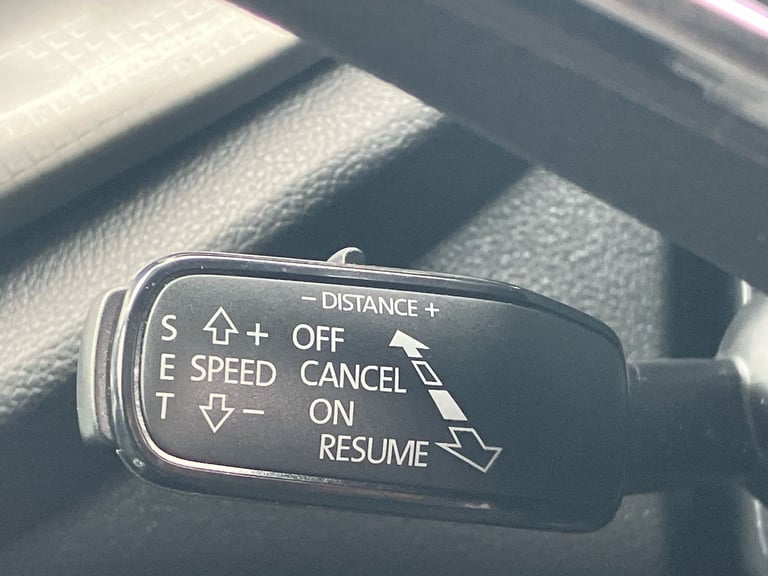 − DISTANCE +
S + OFF
E SPEED CANCEL
T − ON
RESUME